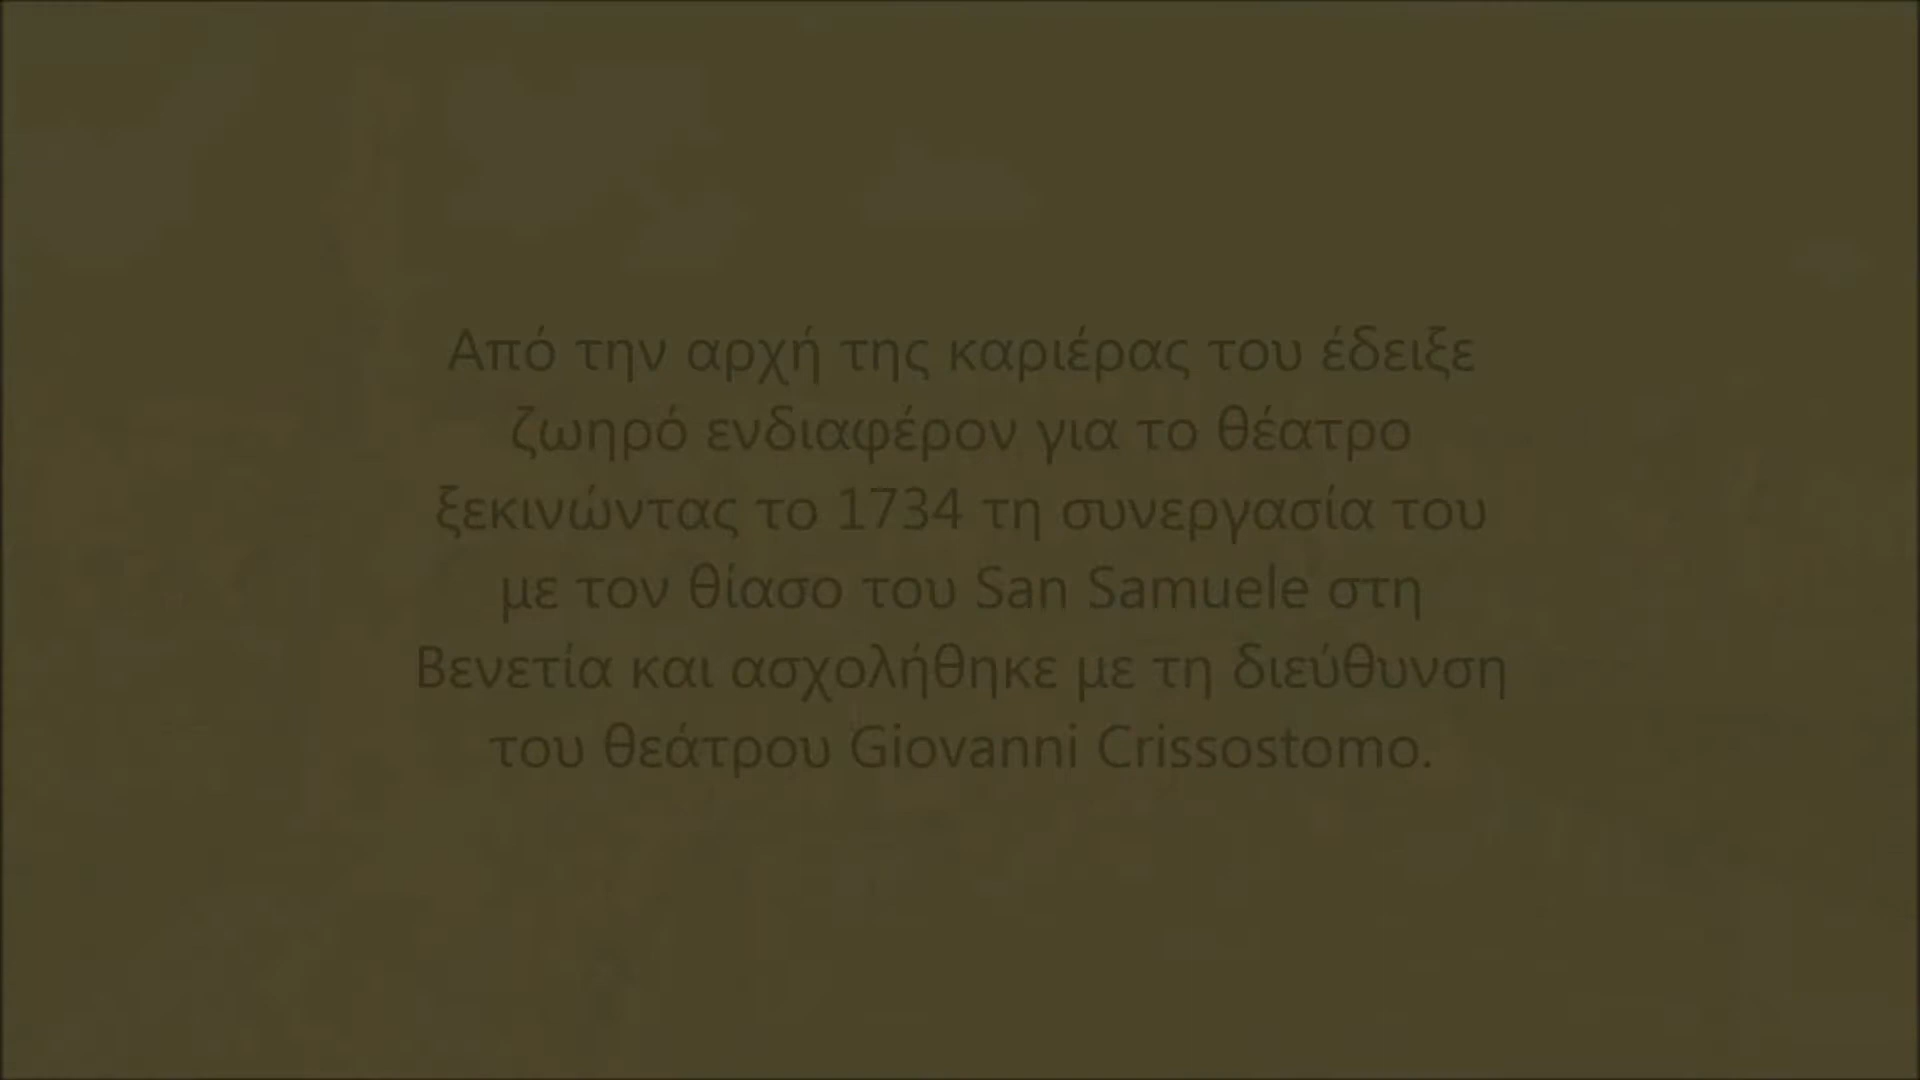 Από την αρχή της καριέρας του έδειξε
ζωηρό ενδιαφέρον για το θέατρο
ξεκινώντας το 1734 τη συνεργασία του
με τον θίασο του San Samuele στη
Βενετία και ασχολήθηκε με τη διεύθυνση
του θεάτρου Giovanni Crissostomo.